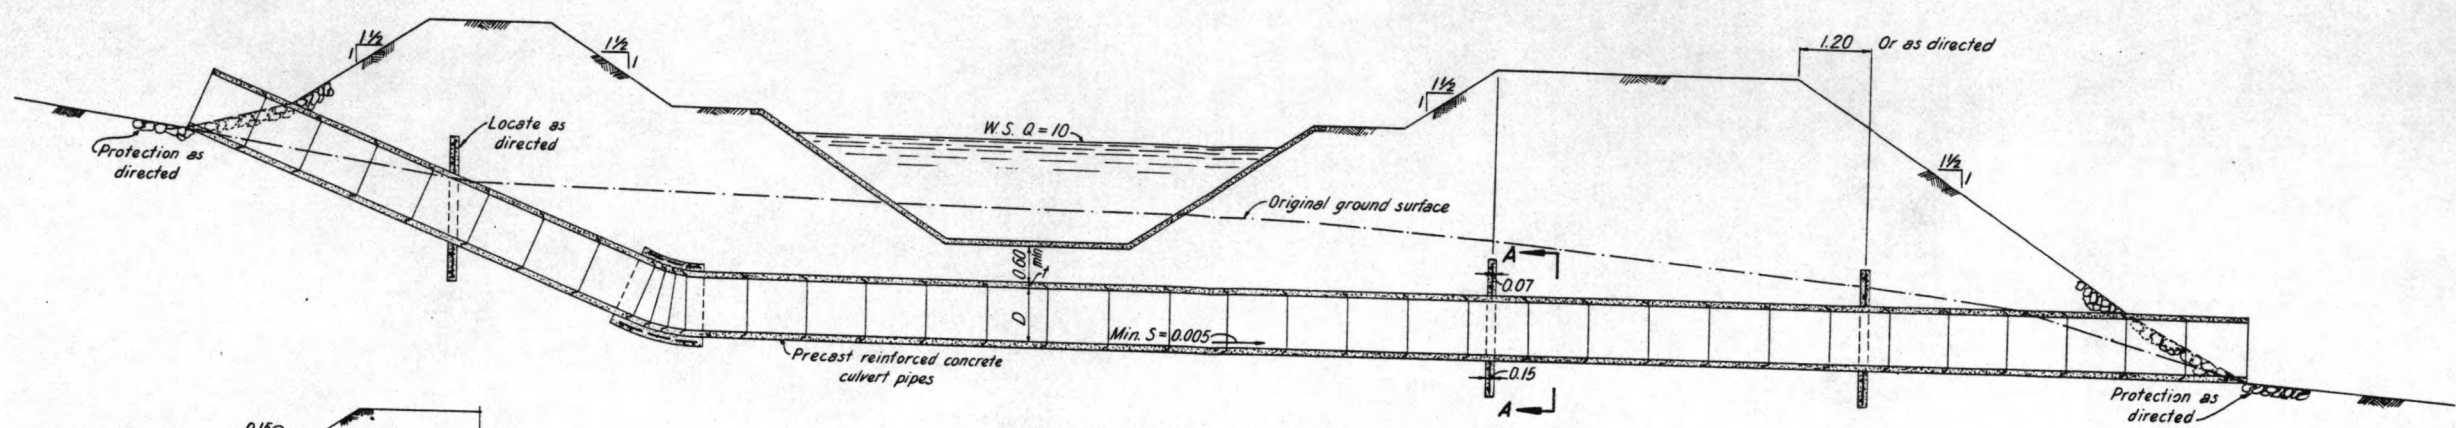 1½
1
1½
1
1½
1
1.20
Or as directed
1½
1
W.S. Q=10
Locate as
directed
Protection as
directed
Original ground surface
0.60
min
t
D
A
0.07
Min. S=0.005
Precast reinforced concrete
culvert pipes
0.15
A
Protection as
directed
0.15